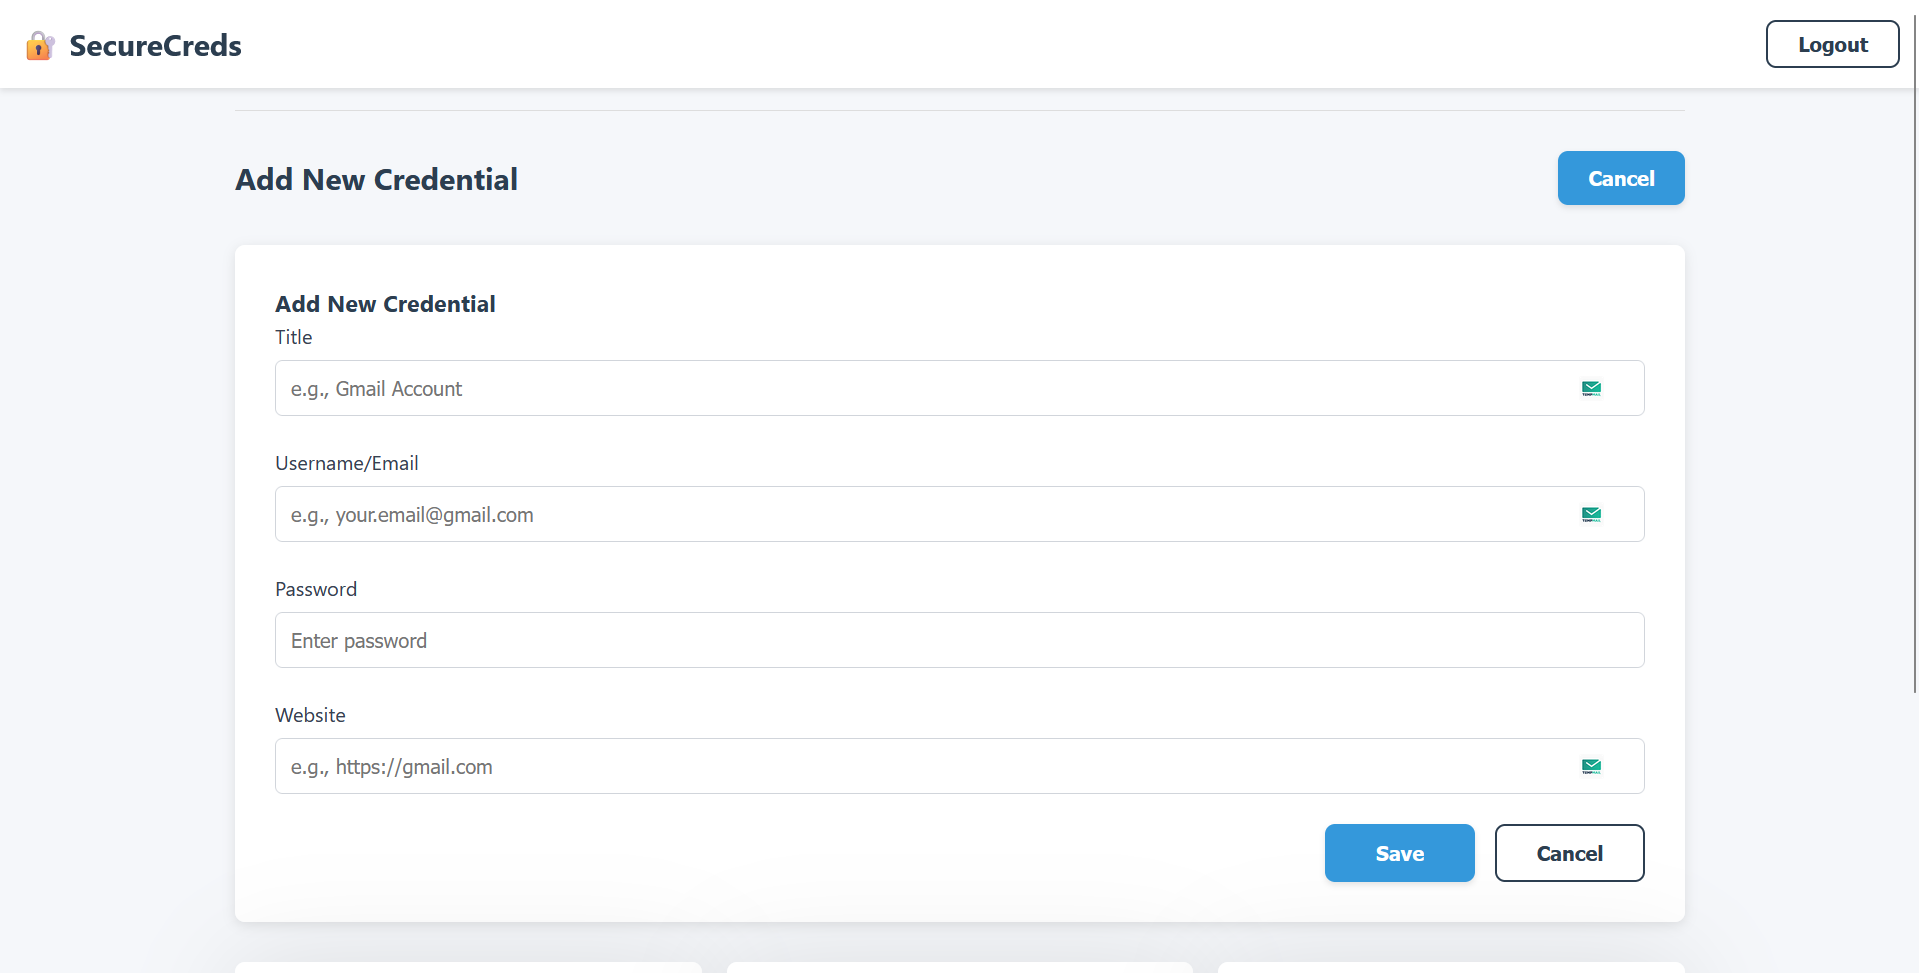 SecureCreds
Logout
Add New Credential
Cancel
Add New Credential
Title
e.g., Gmail Account
Username/Email
e.g., your.email@gmail.com
Password
Enter password
Website
e.g., https://gmail.com
Save
Cancel